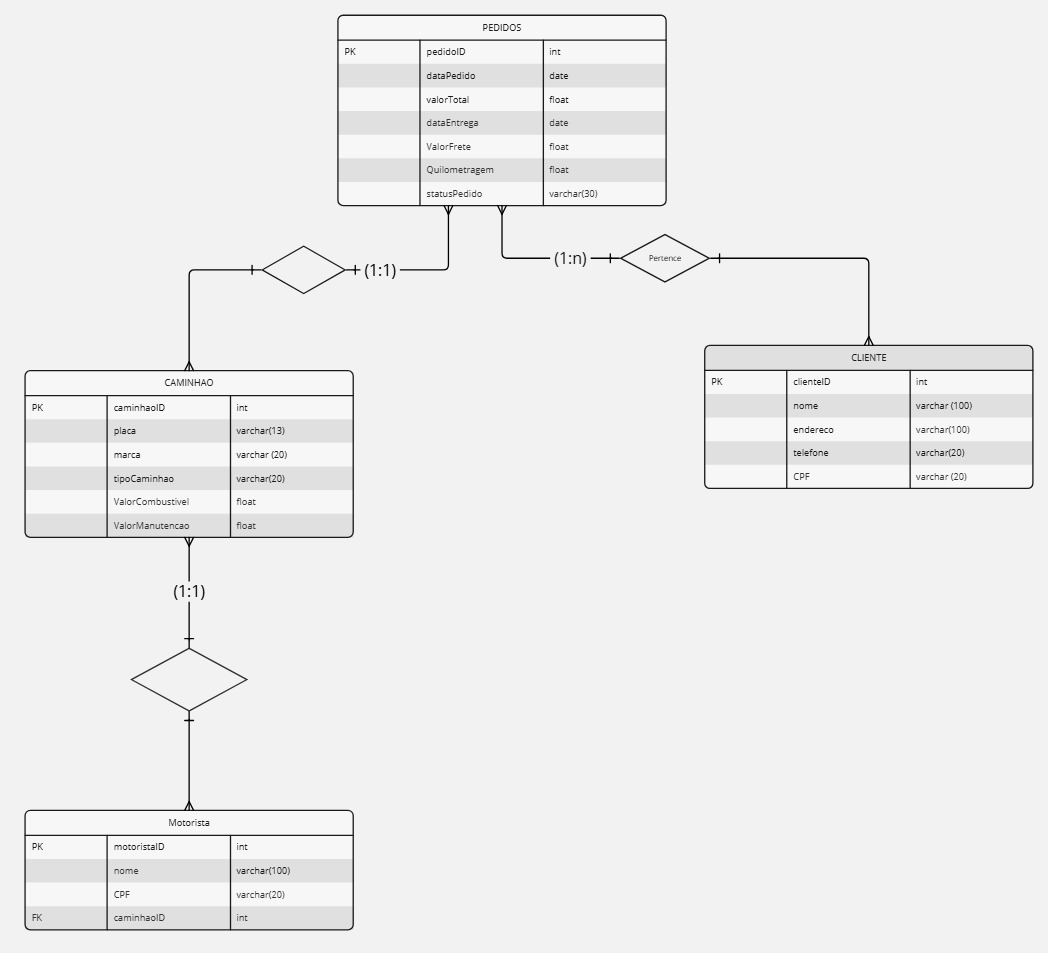 PEDIDOS
PK pedidoID int
dataPedido date
valorTotal float
dataEntrega date
ValorFrete float
Quilometragem float
statusPedido varchar(30)
(1:1)
(1:n)
Pertence
CAMINHAO
PK caminhaoID int
placa varchar(13)
marca varchar (20)
tipoCaminhao varchar(20)
ValorCombustivel float
ValorManutencao float
CLIENTE
PK clienteID int
nome varchar (100)
endereco varchar(100)
telefone varchar(20)
CPF varchar (20)
(1:1)
Motorista
PK motoristaID int
nome varchar(100)
CPF varchar(20)
FK caminhaoID int